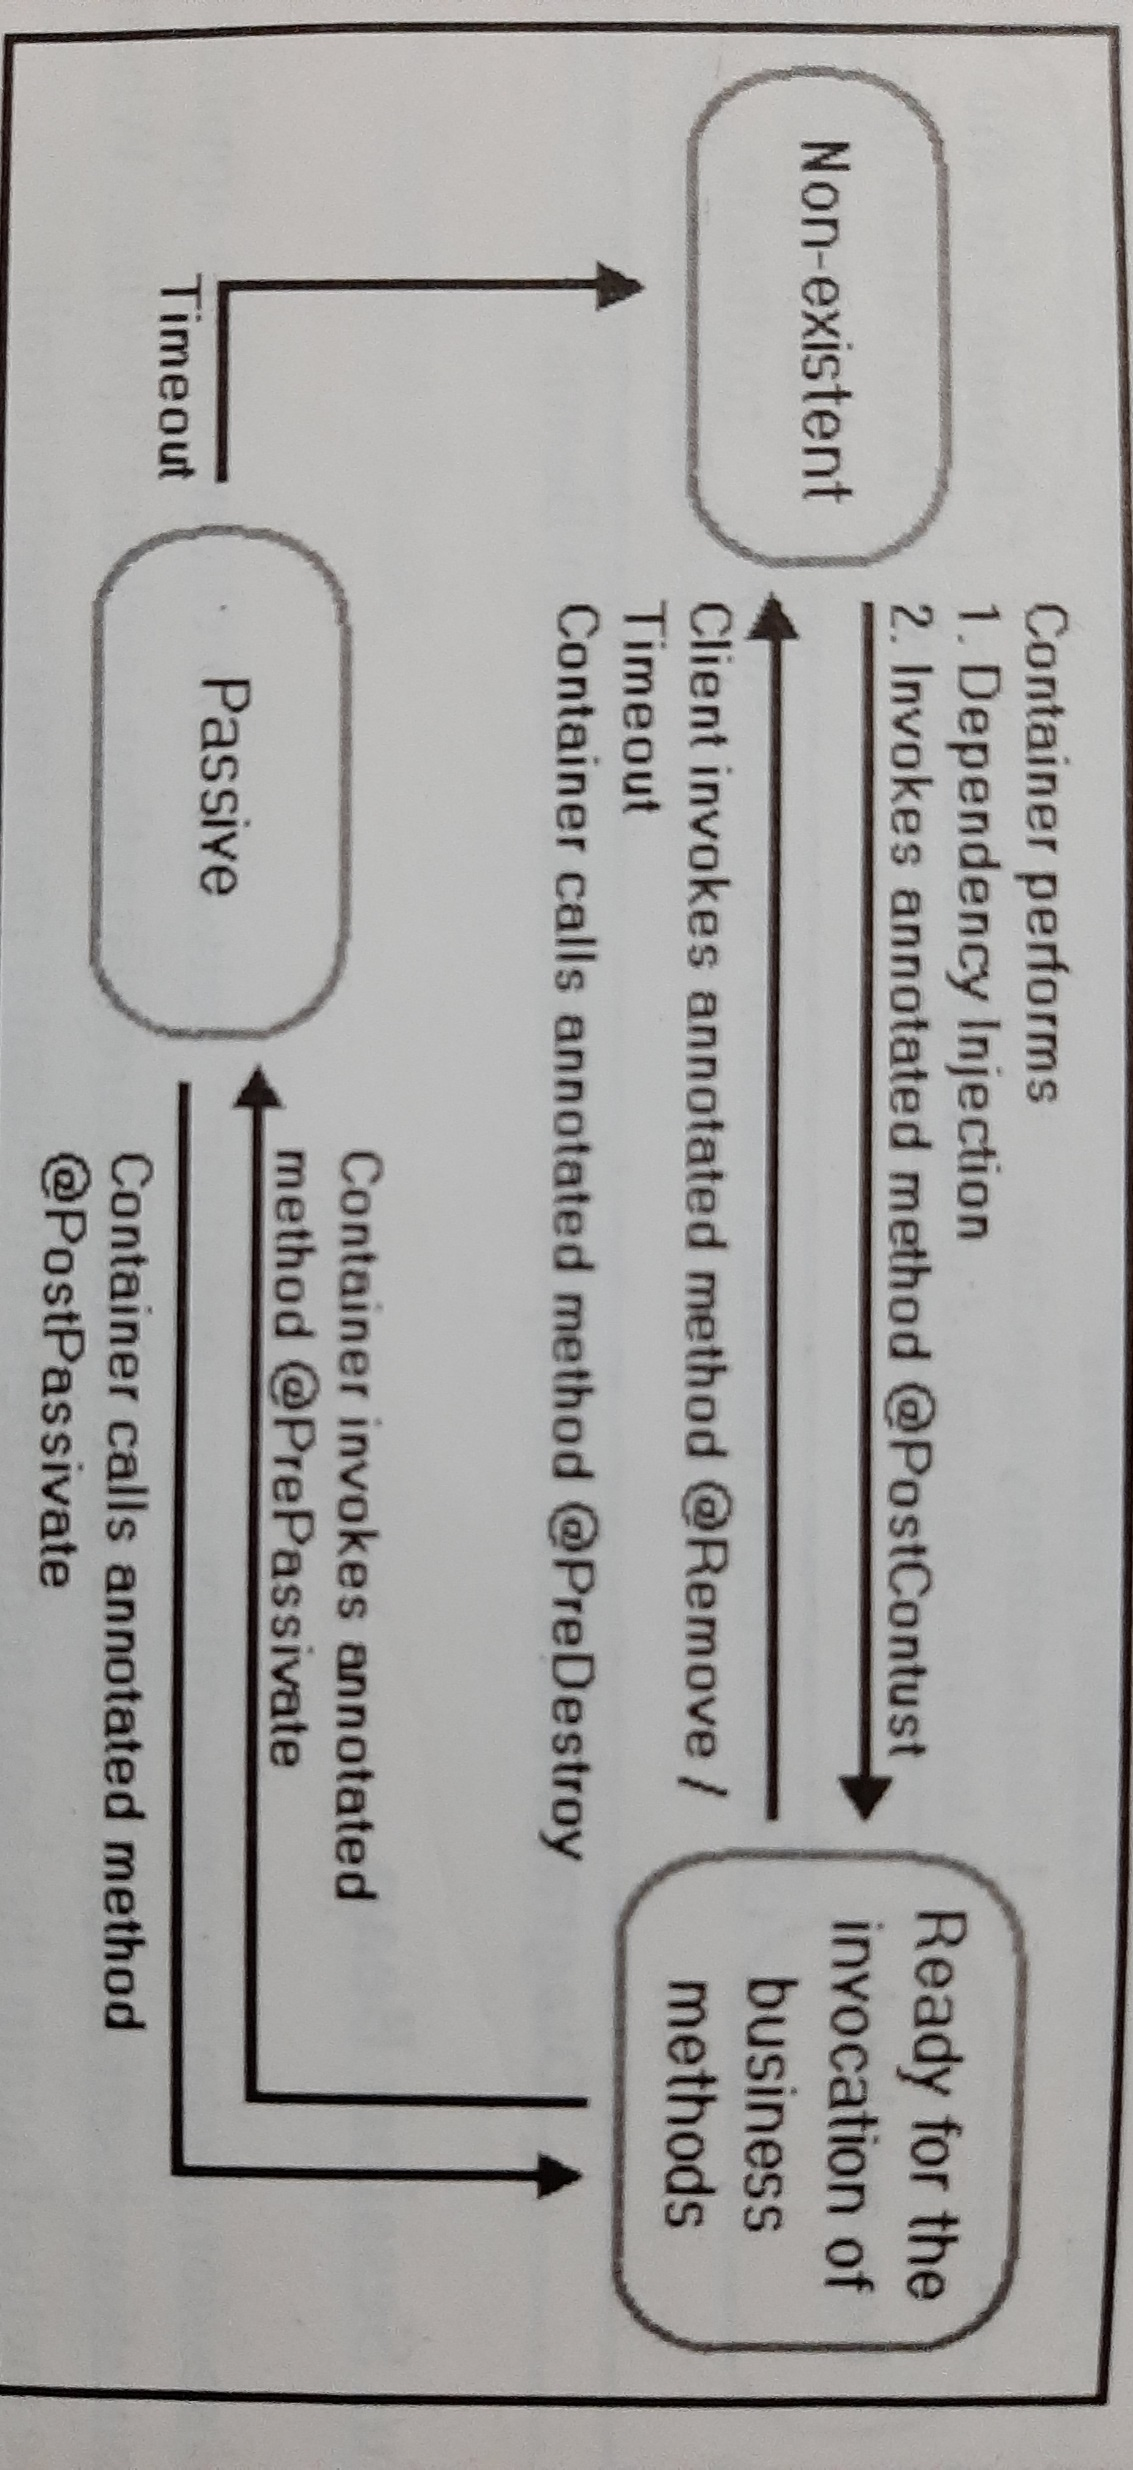 Container performs
1. Dependency Injection
2. Invokes annotated method @PostContust
Non-existent
Ready for the
invocation of
business
methods
Client invokes annotated method @Remove /
Timeout
Container calls annotated method @PreDestroy
Timeout
Passive
Container invokes annotated
method @PrePassivate
Container calls annotated method
@PostPassivate